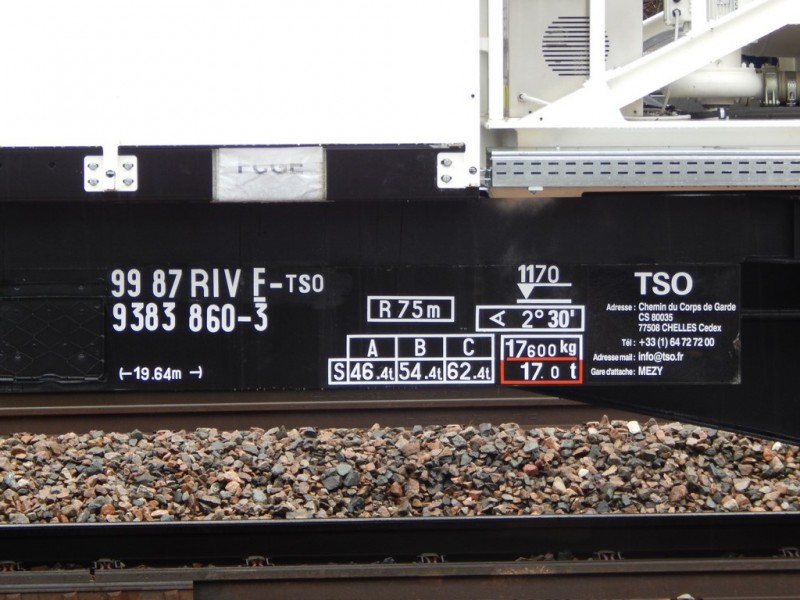 99 87 RIV F-TSO
9383 860-3
(-19.64m →)
R 75m
1170
2° 30'
A B C
S 46.4t 54.4t 62.4t
17600 kg
17.0 t
TSO
Adresse : Chemin du Corps de Garde
CS 80035
77508 CHELLES Cedex
Tél : +33 (1) 64 72 72 00
Adresse mail : info@tso.fr
Gare d'attache : MEZY